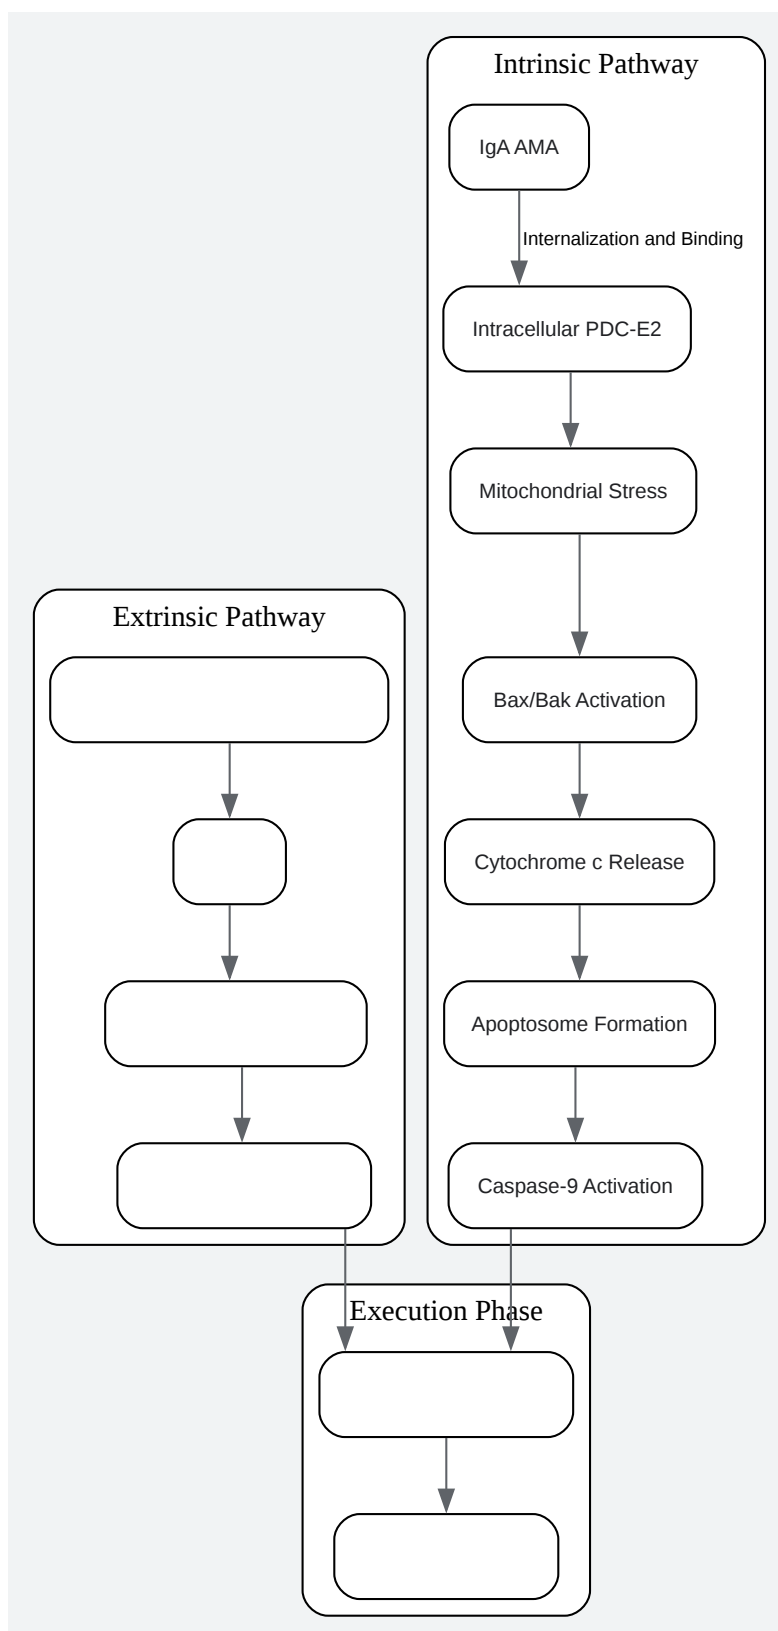 Intrinsic Pathway
IgA AMA
Internalization and Binding
Intracellular PDC-E2
Mitochondrial Stress
Extrinsic Pathway
Bax/Bak Activation
Cytochrome c Release
Apoptosome Formation
Caspase-9 Activation
Execution Phase